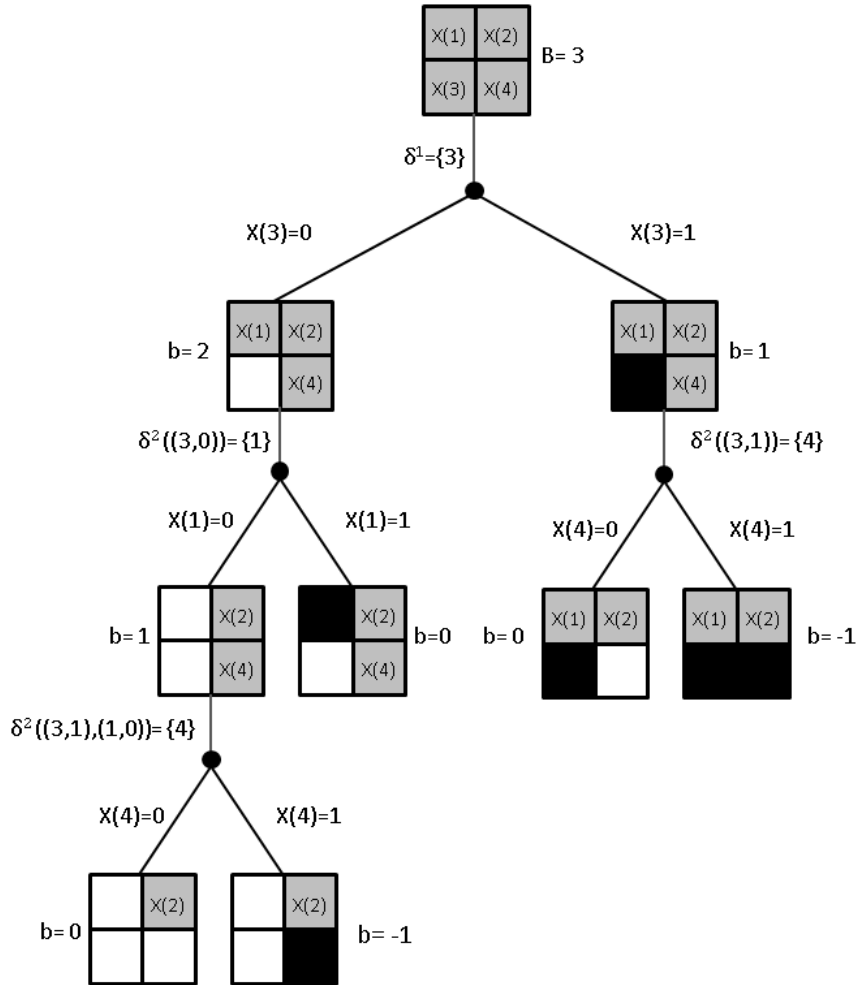 X(1) X(2)
B= 3
X(3) X(4)
δ¹={3}
X(3)=0 X(3)=1
X(1) X(2) X(1) X(2)
b= 2 b= 1
X(4) X(4)
δ²((3,0))={1} δ²((3,1))={4}
X(1)=0 X(1)=1 X(4)=0 X(4)=1
X(2) X(2) X(1) X(2) X(1) X(2)
b= 1 b=0 b= 0 b= -1
X(4) X(4)
δ²((3,1),(1,0))={4}
X(4)=0 X(4)=1
X(2) X(2)
b= 0 b= -1